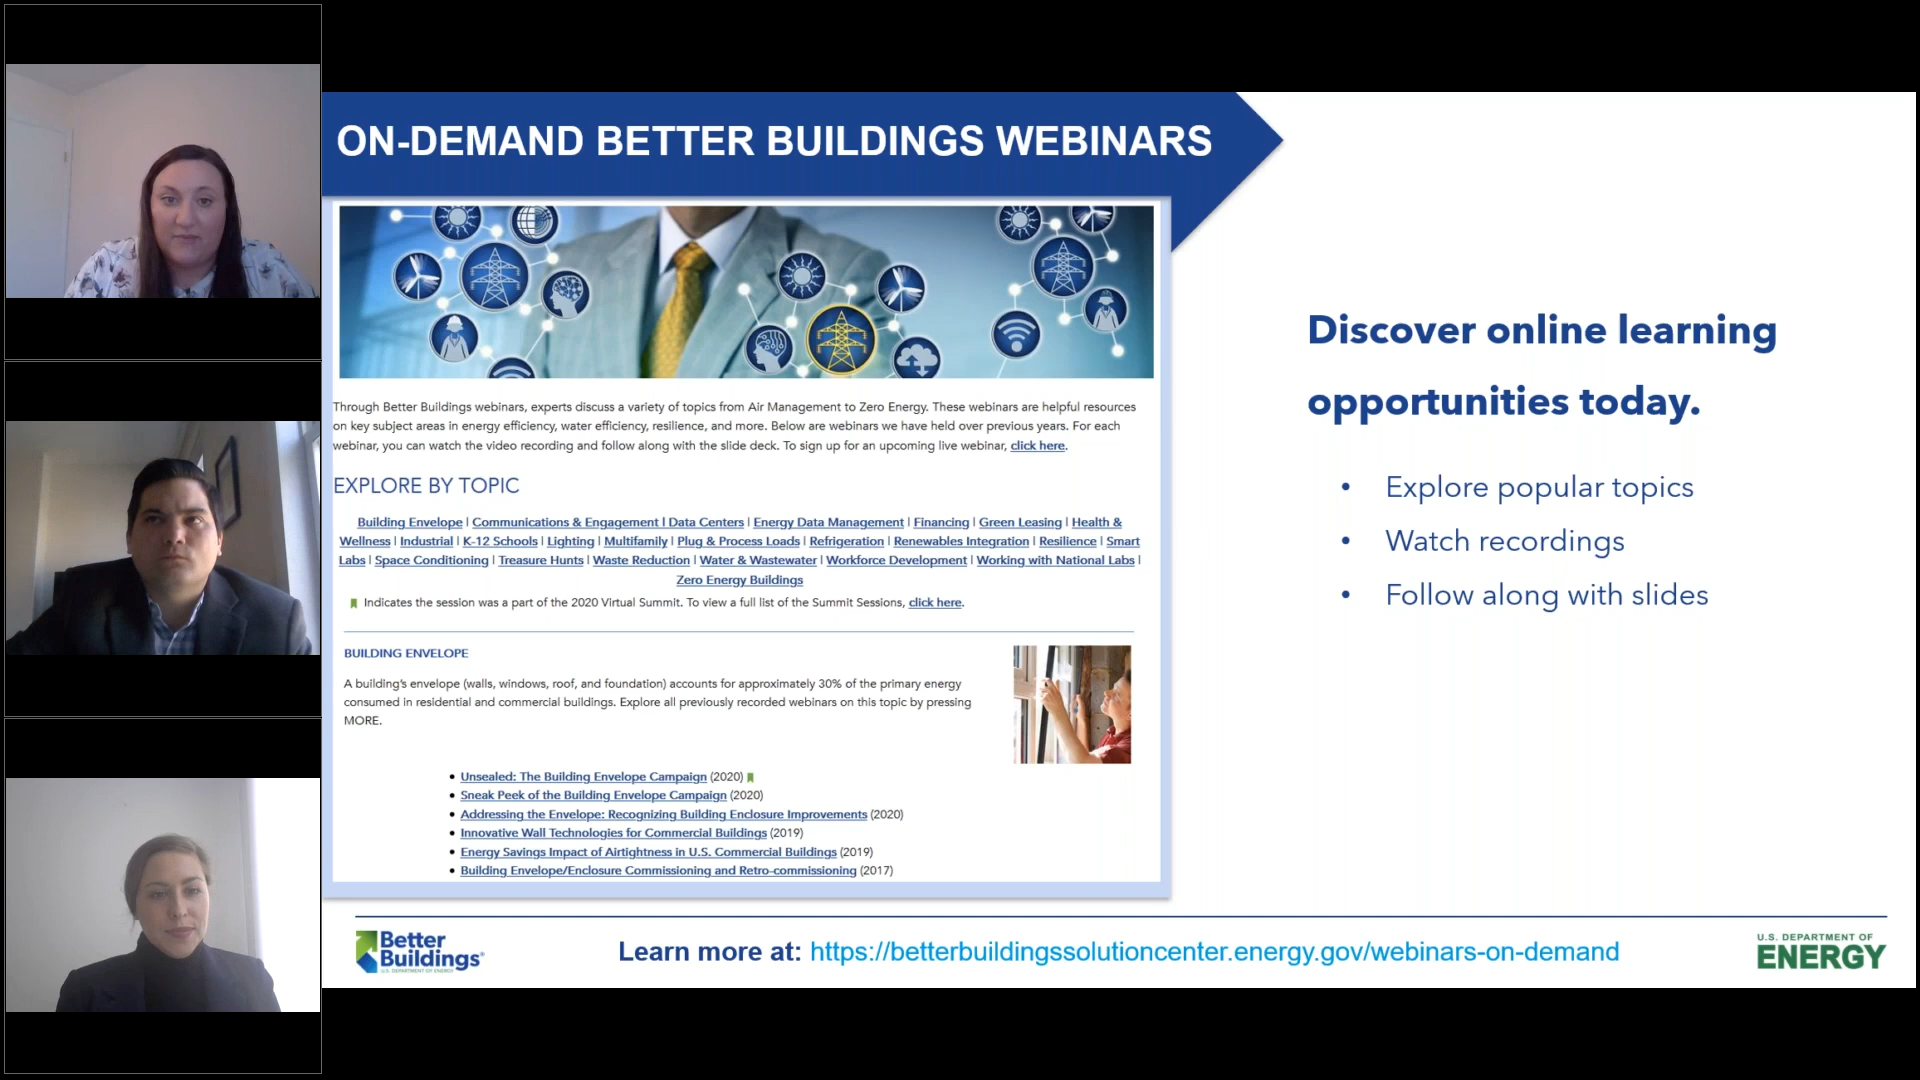 ON-DEMAND BETTER BUILDINGS WEBINARS
Through Better Buildings webinars, experts discuss a variety of topics from Air Management to Zero Energy. These webinars are helpful resources
on key subject areas in energy efficiency, water efficiency, resilience, and more. Below are webinars we have held over previous years. For each
webinar, you can watch the video recording and follow along with the slide deck. To sign up for an upcoming live webinar, click here.
EXPLORE BY TOPIC
Building Envelope | Communications & Engagement | Data Centers | Energy Data Management | Financing | Green Leasing | Health &
Wellness | Industrial | K-12 Schools | Lighting | Multifamily | Plug & Process Loads | Refrigeration | Renewables Integration | Resilience | Smart
Labs | Space Conditioning | Treasure Hunts | Waste Reduction | Water & Wastewater | Workforce Development | Working with National Labs |
Zero Energy Buildings
Indicates the session was a part of the 2020 Virtual Summit. To view a full list of the Summit Sessions, click here.
BUILDING ENVELOPE
A building's envelope (walls, windows, roof, and foundation) accounts for approximately 30% of the primary energy
consumed in residential and commercial buildings. Explore all previously recorded webinars on this topic by pressing
MORE.
• Unsealed: The Building Envelope Campaign (2020)
• Sneak Peek of the Building Envelope Campaign (2020)
• Addressing the Envelope: Recognizing Building Enclosure Improvements (2020)
• Innovative Wall Technologies for Commercial Buildings (2019)
• Energy Savings Impact of Airtightness in U.S. Commercial Buildings (2019)
• Building Envelope/Enclosure Commissioning and Retro-commissioning (2017)
Discover online learning
opportunities today.
• Explore popular topics
• Watch recordings
• Follow along with slides
Better
Buildings®
U.S. DEPARTMENT OF ENERGY
Learn more at: https://betterbuildingssolutioncenter.energy.gov/webinars-on-demand
U.S. DEPARTMENT OF
ENERGY